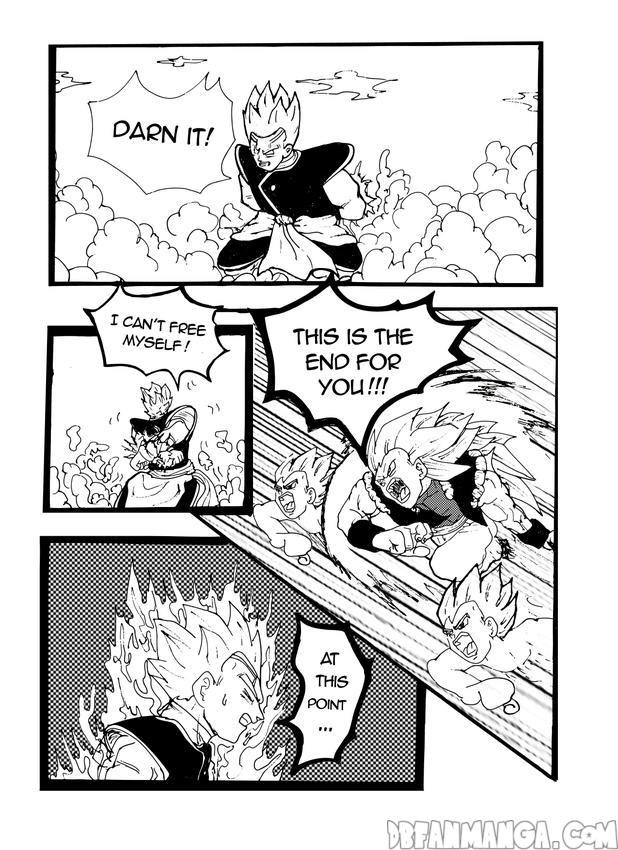 DARN IT!
I CAN'T FREE
MYSELF!
THIS IS THE
END FOR
YOU!!!
AT
THIS
POINT
...
DBFANMANGA.COM